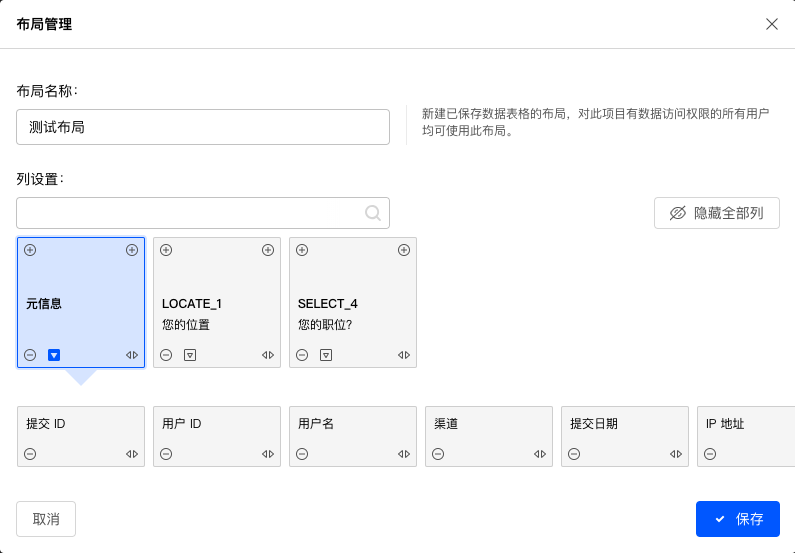 布局管理
布局名称：
测试布局
新建已保存数据表格的布局，对此项目有数据访问权限的所有用户
均可使用此布局。
列设置：
隐藏全部列
元信息
LOCATE_1
您的位置
SELECT_4
您的职位?
提交 ID
用户 ID
用户名
渠道
提交日期
IP 地址
取消
保存